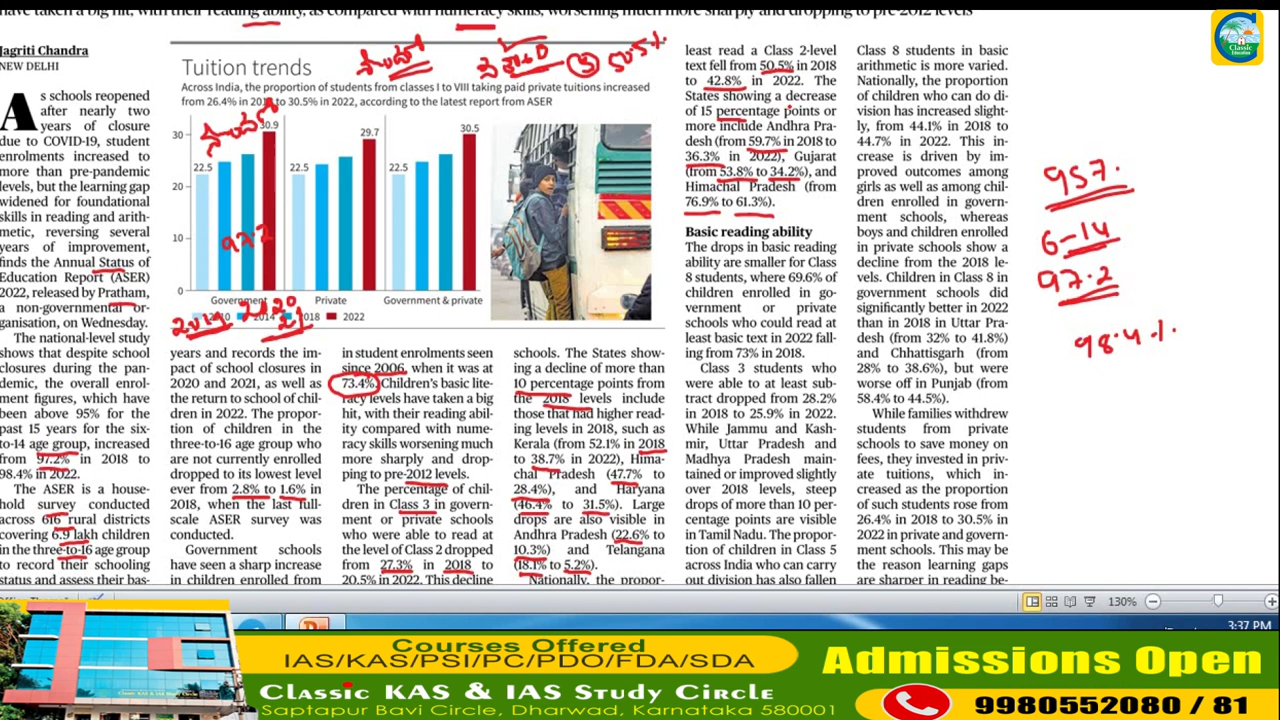 have taken a big hit, with their reading ability, as compared with numeracy skills, worsening much more sharply and dropping to pre-2012 levels
Jagriti Chandra
NEW DELHI
As schools reopened
after nearly two
years of closure
due to COVID-19, student
enrolments increased to
more than pre-pandemic
levels, but the learning gap
widened for foundational
skills in reading and arith-
metic, reversing several
years of improvement,
finds the Annual Status of
Education Report (ASER)
2022, released by Pratham,
a non-governmental or-
ganisation, on Wednesday.
The national-level study
shows that despite school
closures during the pan-
demic, the overall enrol-
ment figures, which have
been above 95% for the
past 15 years for the six-
to-14 age group, increased
from 97.2% in 2018 to
98.4% in 2022.
The ASER is a house-
hold survey conducted
across 616 rural districts
covering 6.9 lakh children
in the three-to-16 age group
to record their schooling
status and assess their bas-
Tuition trends
Across India, the proportion of students from classes I to VIII taking paid private tuitions increased
from 26.4% in to 30.5% in 2022, according to the latest report from ASER
50.5%
30
20
10
0
22.5
30.9
22.5
29.7
22.5
30.5
97.2
Government
Private
Government & private
2014
2018
2022
2019
years and records the im-
pact of school closures in
2020 and 2021, as well as
the return to school of chil-
dren in 2022. The propor-
tion of children in the
three-to-16 age group who
are not currently enrolled
dropped to its lowest level
ever from 2.8% to 1.6% in
2018, when the last full-
scale ASER survey was
conducted.
Government schools
have seen a sharp increase
in children enrolled from
in student enrolments seen
since 2006, when it was at
73.4%. Children's basic lite-
racy levels have taken a big
hit, with their reading abil-
ity compared with nume-
racy skills worsening much
more sharply and drop-
ping to pre-2012 levels.
The percentage of chil-
dren in Class 3 in govern-
ment or private schools
who were able to read at
the level of Class 2 dropped
from 27.3% in 2018 to
20.5% in 2022. This decline
schools. The States show-
ing a decline of more than
10 percentage points from
the 2018 levels include
those that had higher read-
ing levels in 2018, such as
Kerala (from 52.1% in 2018
to 38.7% in 2022), Hima-
chal Pradesh (47.7% to
28.4%), and Haryana
(46.4% to 31.5%). Large
drops are also visible in
Andhra Pradesh (22.6% to
10.3%) and Telangana
(18.1% to 5.2%).
Nationally, the propor-
least read a Class 2-level
text fell from 50.5% in 2018
to 42.8% in 2022. The
States showing a decrease
of 15 percentage points or
more include Andhra Pra-
desh (from 59.7% in 2018 to
36.3% in 2022), Gujarat
(from 53.8% to 34.2%), and
Himachal Pradesh (from
76.9% to 61.3%).
Basic reading ability
The drops in basic reading
ability are smaller for Class
8 students, where 69.6% of
children enrolled in go-
vernment or private
schools who could read at
least basic text in 2022 fall-
ing from 73% in 2018.
Class 3 students who
were able to at least sub-
tract dropped from 28.2%
in 2018 to 25.9% in 2022.
While Jammu and Kash-
mir, Uttar Pradesh and
Madhya Pradesh main-
tained or improved slightly
over 2018 levels, steep
drops of more than 10 per-
centage points are visible
in Tamil Nadu. The propor-
tion of children in Class 5
across India who can carry
out division has also fallen
Class 8 students in basic
arithmetic is more varied.
Nationally, the proportion
of children who can do di-
vision has increased slight-
ly, from 44.1% in 2018 to
44.7% in 2022. This in-
crease is driven by im-
proved outcomes among
girls as well as among chil-
dren enrolled in govern-
ment schools, whereas
boys and children enrolled
in private schools show a
decline from the 2018 le-
vels. Children in Class 8 in
government schools did
significantly better in 2022
than in 2018 in Uttar Pra-
desh (from 32% to 41.8%)
and Chhattisgarh (from
28% to 38.6%), but were
worse off in Punjab (from
58.4% to 44.5%).
While families withdrew
students from private
schools to save money on
fees, they invested in priv-
ate tuitions, which in-
creased as the proportion
of such students rose from
26.4% in 2018 to 30.5% in
2022 in private and govern-
ment schools. This may be
the reason learning gaps
are sharper in reading be-
957.
6-14
97.2
98.4%
Classic
Education
130%
3:37 PM
Courses Offered
IAS/KAS/PSI/PC/PDO/FDA/SDA
Classic KAS & IAS Study Circle
Saptapur Bavi Circle, Dharwad, Karnataka 580001
Admissions Open
9980552080 / 81